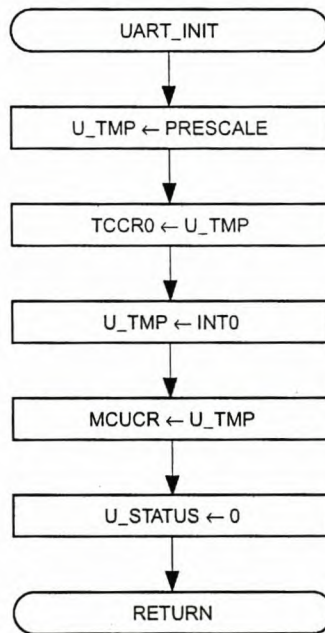 UART_INIT
U_TMP ← PRESCALE
TCCR0 ← U_TMP
U_TMP ← INT0
MCUCR ← U_TMP
U_STATUS ← 0
RETURN